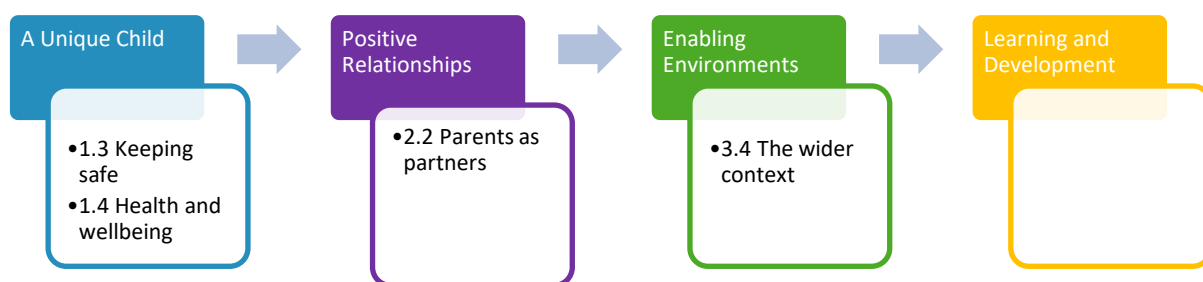 A Unique Child
•1.3 Keeping
safe
•1.4 Health and
wellbeing
Positive
Relationships
•2.2 Parents as
partners
Enabling
Environments
•3.4 The wider
context
Learning and
Development